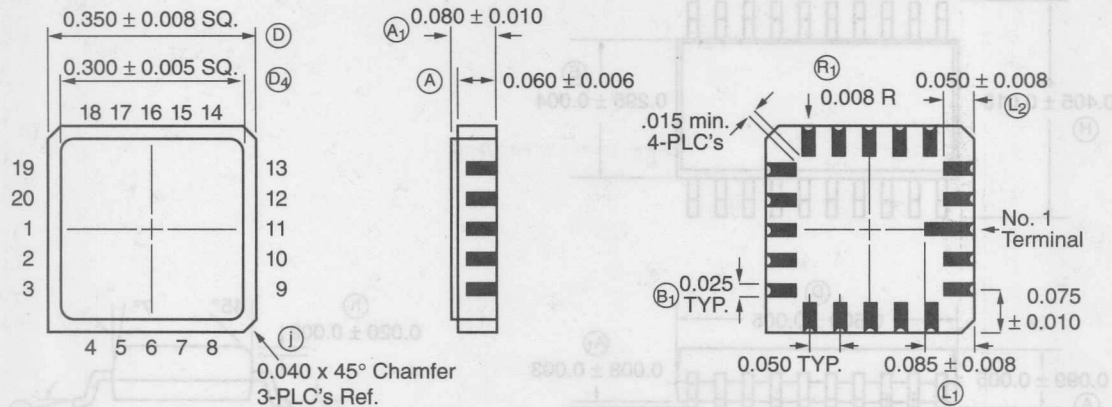 0.350 ± 0.008 SQ. D
0.300 ± 0.005 SQ. D4
18 17 16 15 14
19
20
1
2
3
13
12
11
10
9
4 5 6 7 8
j
0.040 x 45° Chamfer
3-PLC's Ref.
0.080 ± 0.010
A1
A 0.060 ± 0.006
R1
0.008 R
.015 min.
4-PLC's
0.050 ± 0.008
L2
No. 1
Terminal
B1 0.025
TYP.
0.075
± 0.010
0.050 TYP.
0.085 ± 0.008
L1